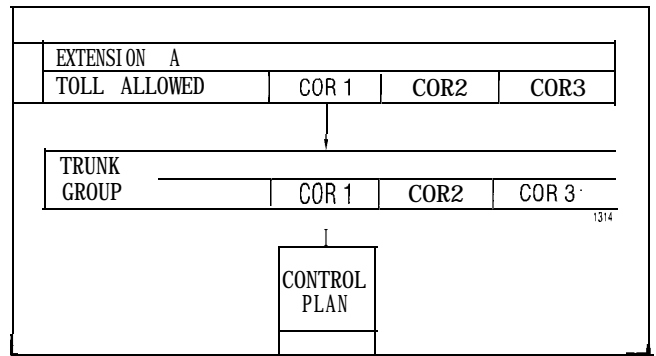 EXTENSION A
TOLL ALLOWED COR 1 COR2 COR3
TRUNK
GROUP COR 1 COR2 COR 3
1314
CONTROL
PLAN